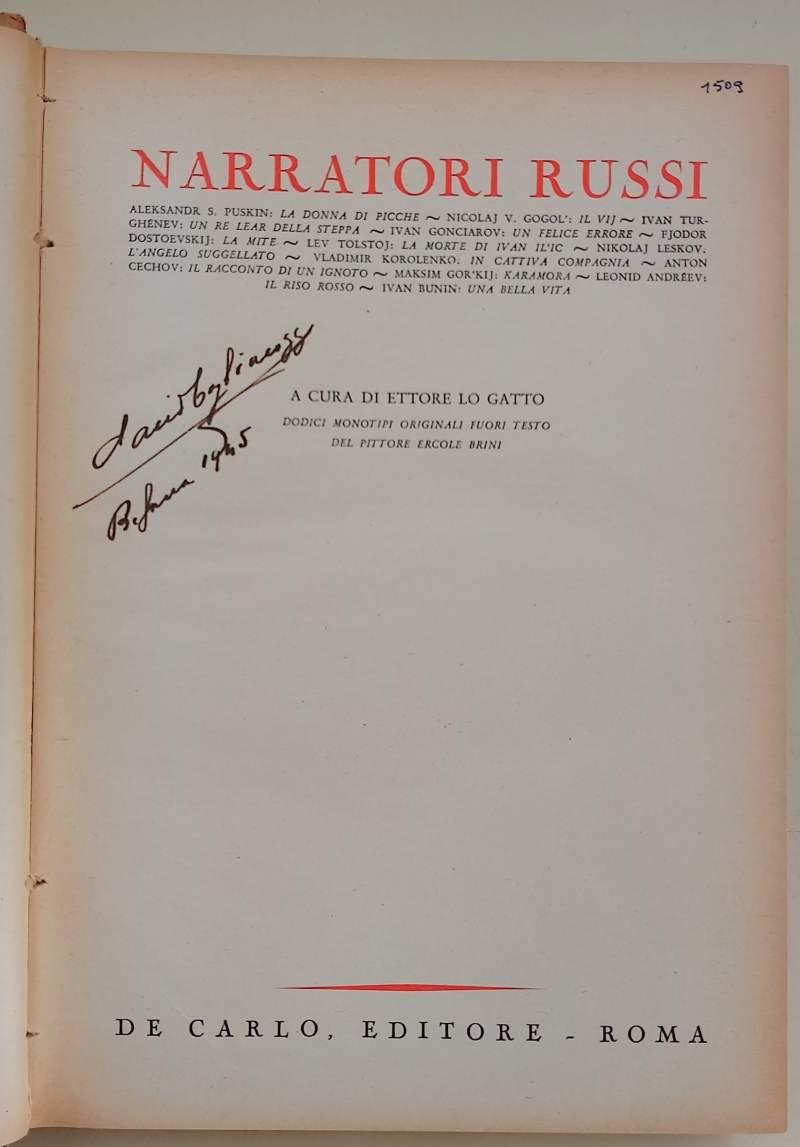 1509
NARRATORI RUSSI
ALEKSANDR S. PUSKIN: LA DONNA DI PICCHE ~ NICOLAJ V. GOGOL': IL VIJ ~ IVAN TUR-
GHÉNEV: UN RE LEAR DELLA STEPPA ~ IVAN GONCIAROV: UN FELICE ERRORE ~ FJODOR
DOSTOEVSKIJ: LA MITE ~ LEV TOLSTOJ: LA MORTE DI IVAN IL'IC ~ NIKOLAJ LESKOV:
L'ANGELO SUGGELLATO ~ VLADIMIR KOROLENKO: IN CATTIVA COMPAGNIA ~ ANTON
CECHOV: IL RACCONTO DI UN IGNOTO ~ MAKSIM GOR'KIJ: KARAMORA ~ LEONID ANDRÉEV:
IL RISO ROSSO ~ IVAN BUNIN: UNA BELLA VITA
A CURA DI ETTORE LO GATTO
DODICI MONOTIPI ORIGINALI FUORI TESTO
DEL PITTORE ERCOLE BRINI
1945
DE CARLO, EDITORE - ROMA